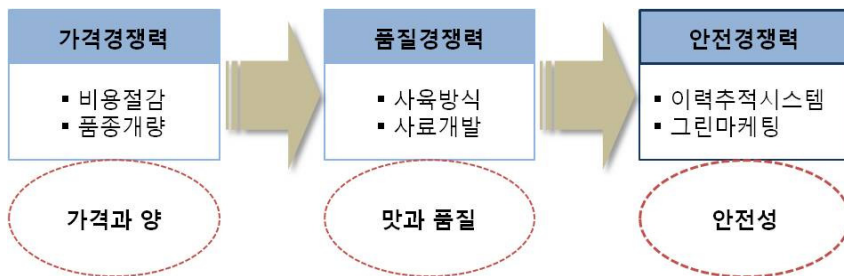 가격경쟁력
▪ 비용절감
▪ 품종개량
가격과 양
품질경쟁력
▪ 사육방식
▪ 사료개발
맛과 품질
안전경쟁력
▪ 이력추적시스템
▪ 그린마케팅
안전성